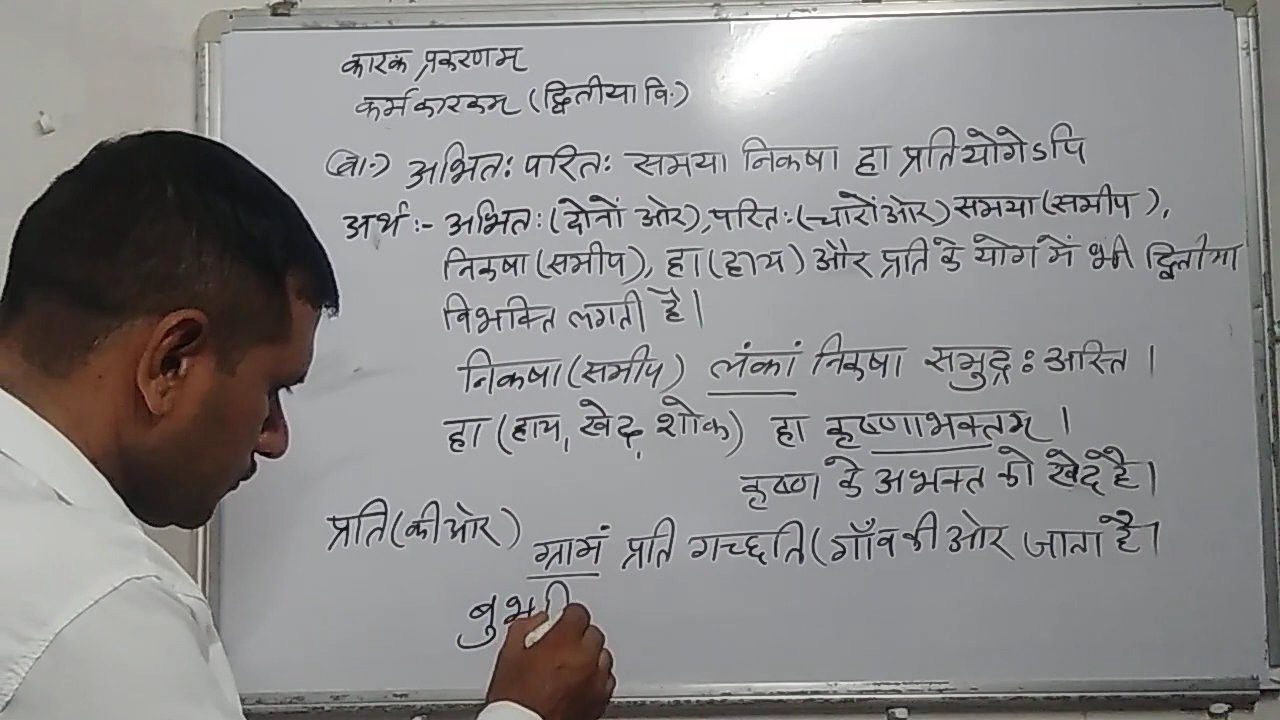 कारक प्रकरणम्
कर्मकारकम् (द्वितीया वि॰)
(वा॰) अभितः परितः समया निकषा हा प्रतियोगेऽपि
अर्थ :- अभितः (दोनों ओर), परितः (चारों ओर) समया (समीप),
निकषा (समीप), हा (हाय) और प्रति के योग में भी द्वितीया
विभक्ति लगती है।
निकषा (समीप) लंकां निकषा समुद्रः अस्ति।
हा (हाय, खेद, शोक) हा कृष्णाभक्तम्।
कृष्ण के अभक्त को खेद है।
प्रति (की ओर) ग्रामं प्रति गच्छति (गाँव की ओर जाता है।